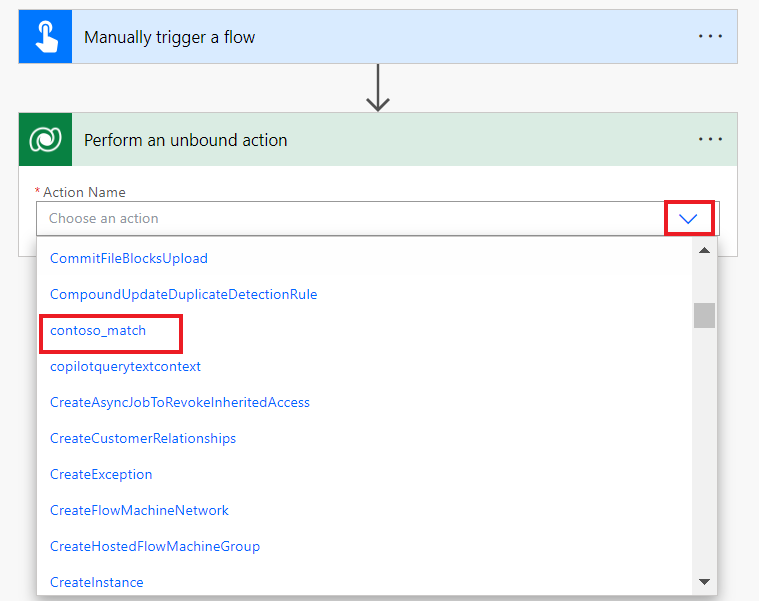 Manually trigger a flow
Perform an unbound action
* Action Name
Choose an action
CommitFileBlocksUpload
CompoundUpdateDuplicateDetectionRule
contoso_match
copilotquerytextcontext
CreateAsyncJobToRevokeInheritedAccess
CreateCustomerRelationships
CreateException
CreateFlowMachineNetwork
CreateHostedFlowMachineGroup
CreateInstance